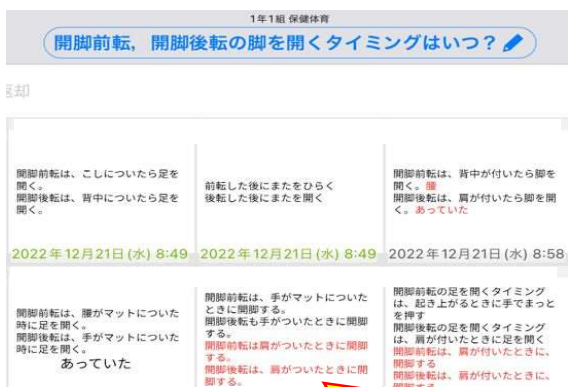 1年1組 保健体育
開脚前転，開脚後転の脚を開くタイミングはいつ？
返却
開脚前転は、こしについたら足を
開く。
開脚後転は、背中についたら足を
開く。
2022年12月21日(水) 8:49
前転した後にまたをひらく
後転した後にまたを開く
2022年12月21日(水) 8:49
開脚前転は、背中が付いたら脚を
開く。腰
開脚後転は、肩が付いたら脚を開
く。あっていた
2022年12月21日(水) 8:58
開脚前転は、腰がマットについた
時に足を開く。
開脚後転は、手がマットについた
時に足を開く。
あっていた
開脚前転は、手がマットについた
ときに開脚する。
開脚後転も手がついたときに開脚
する。
開脚前転は肩がついたときに開脚
する。
開脚後転は、肩がついたときに開
脚する。
開脚前転の足を開くタイミング
は、起き上がるときに手でまっと
を押す
開脚後転の足を開くタイミング
は、肩が付いたときに足を開く
開脚前転は、肩が付いたときに、
開脚する
開脚後転は、肩が付いたときに、
開脚する